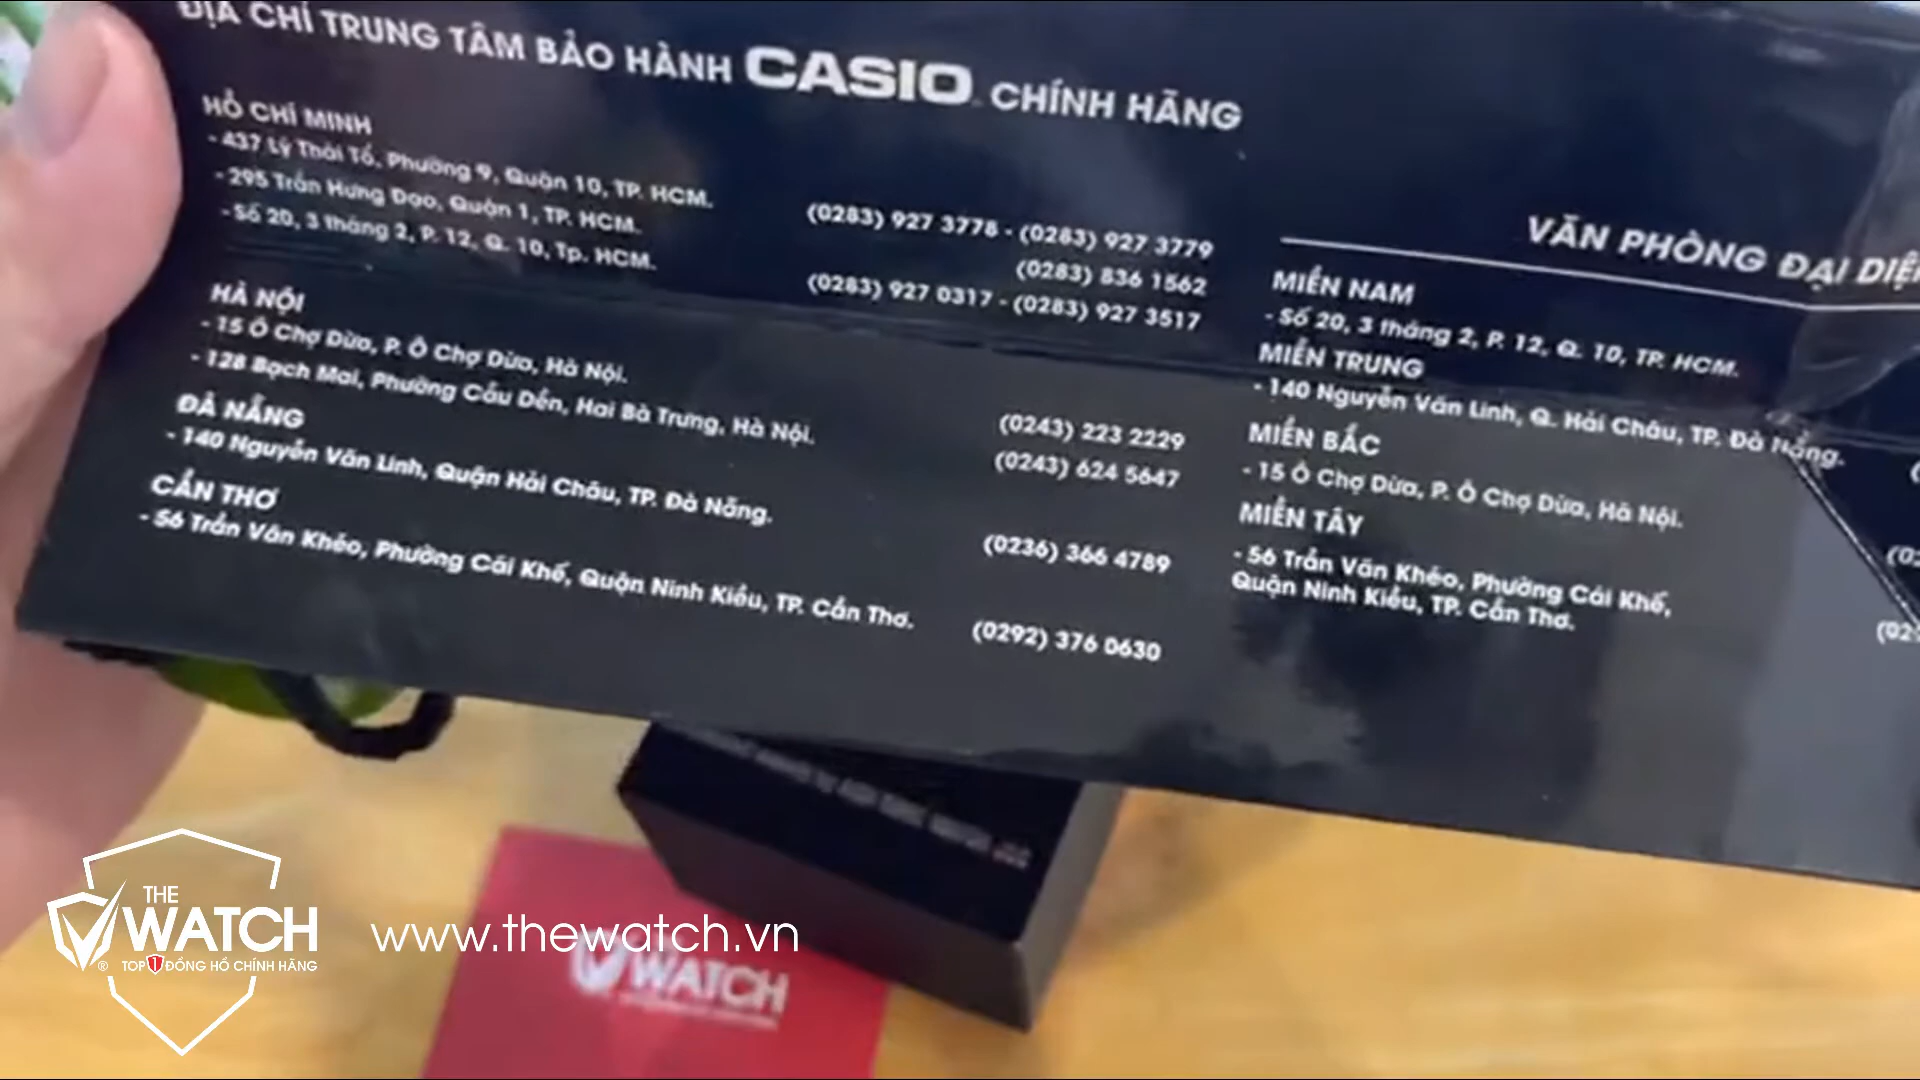 ĐỊA CHỈ TRUNG TÂM BẢO HÀNH CASIO CHÍNH HÃNG
HỒ CHÍ MINH
- 437 Lý Thái Tổ, Phường 9, Quận 10, TP. HCM.
(0283) 927 3778 - (0283) 927 3779
- 295 Trần Hưng Đạo, Quận 1, TP. HCM.
(0283) 836 1562
- Số 20, 3 tháng 2, P. 12, Q. 10, Tp. HCM.
(0283) 927 0317 - (0283) 927 3517
HÀ NỘI
- 15 Ô Chợ Dừa, P. Ô Chợ Dừa, Hà Nội.
(0243) 223 2229
- 128 Bạch Mai, Phường Cầu Dền, Hai Bà Trưng, Hà Nội.
(0243) 624 5647
ĐÀ NẴNG
- 140 Nguyễn Văn Linh, Quận Hải Châu, TP. Đà Nẵng.
(0236) 366 4789
CẦN THƠ
- 56 Trần Văn Khéo, Phường Cái Khế, Quận Ninh Kiều, TP. Cần Thơ.
(0292) 376 0630
VĂN PHÒNG ĐẠI DIỆN
MIỀN NAM
- Số 20, 3 tháng 2, P. 12, Q. 10, TP. HCM.
MIỀN TRUNG
- 140 Nguyễn Văn Linh, Q. Hải Châu, TP. Đà Nẵng.
MIỀN BẮC
- 15 Ô Chợ Dừa, P. Ô Chợ Dừa, Hà Nội.
MIỀN TÂY
- 56 Trần Văn Khéo, Phường Cái Khế,
Quận Ninh Kiều, TP. Cần Thơ.
THE
WATCH
®
TOP 1 ĐỒNG HỒ CHÍNH HÃNG
www.thewatch.vn
WATCH